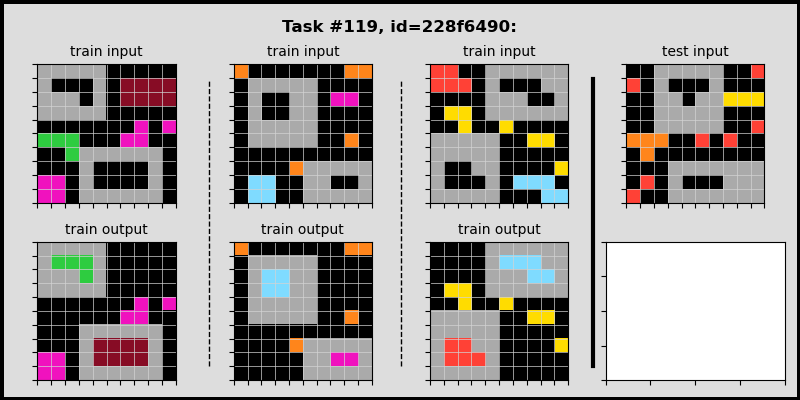 Task #119, id=228f6490:
train input
train input
train input
test input
train output
train output
train output